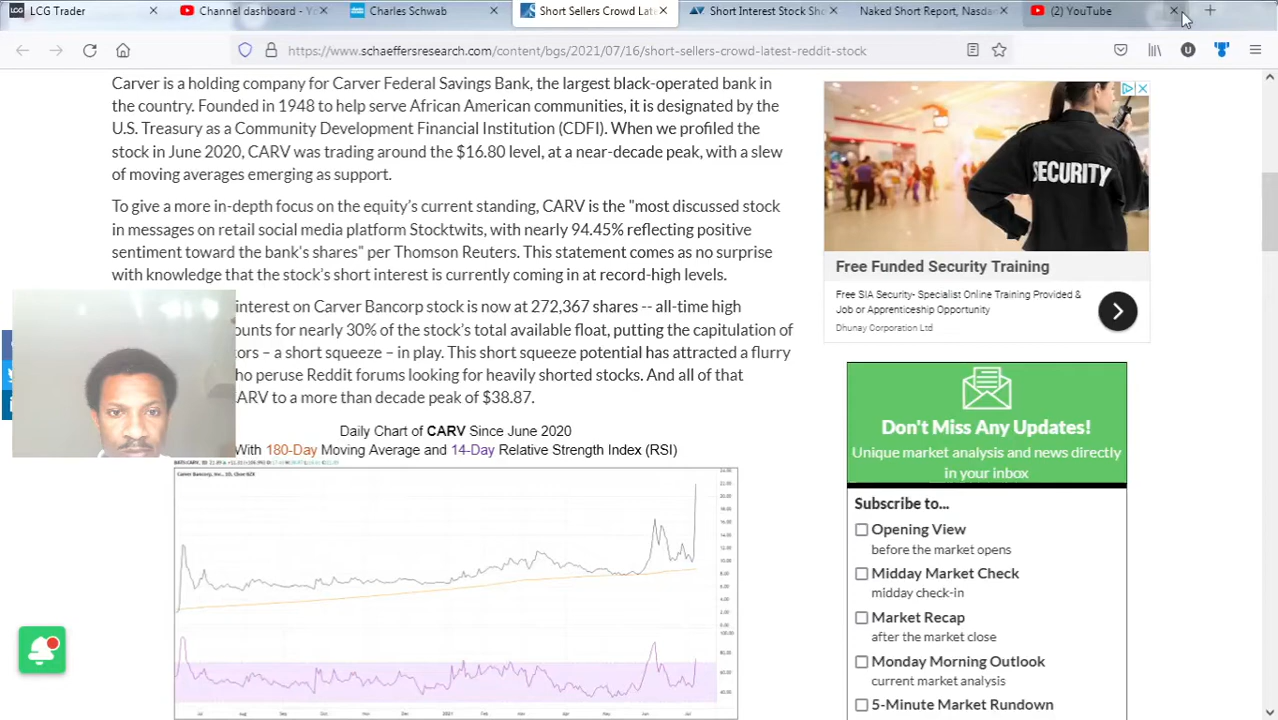 LCG Trader
Channel dashboard - Yo
Charles Schwab
Short Sellers Crowd Late
Short Interest Stock Sho
Naked Short Report, Nasda
(2) YouTube
https://www.schaeffersresearch.com/content/bgs/2021/07/16/short-sellers-crowd-latest-reddit-stock
Carver is a holding company for Carver Federal Savings Bank, the largest black-operated bank in
the country. Founded in 1948 to help serve African American communities, it is designated by the
U.S. Treasury as a Community Development Financial Institution (CDFI). When we profiled the
stock in June 2020, CARV was trading around the $16.80 level, at a near-decade peak, with a slew
of moving averages emerging as support.
To give a more in-depth focus on the equity's current standing, CARV is the "most discussed stock
in messages on retail social media platform Stocktwits, with nearly 94.45% reflecting positive
sentiment toward the bank's shares" per Thomson Reuters. This statement comes as no surprise
with knowledge that the stock's short interest is currently coming in at record-high levels.
interest on Carver Bancorp stock is now at 272,367 shares -- all-time high
ounts for nearly 30% of the stock's total available float, putting the capitulation of
tors – a short squeeze – in play. This short squeeze potential has attracted a flurry
ho peruse Reddit forums looking for heavily shorted stocks. And all of that
ARV to a more than decade peak of $38.87.
Daily Chart of CARV Since June 2020
With 180-Day Moving Average and 14-Day Relative Strength Index (RSI)
SECURITY
Free Funded Security Training
Free SIA Security- Specialist Online Training Provided &
Job or Apprenticeship Opportunity
Dhunay Corporation Ltd
Don't Miss Any Updates!
Unique market analysis and news directly
in your inbox
Subscribe to...
Opening View
before the market opens
Midday Market Check
midday check-in
Market Recap
after the market close
Monday Morning Outlook
current market analysis
5-Minute Market Rundown